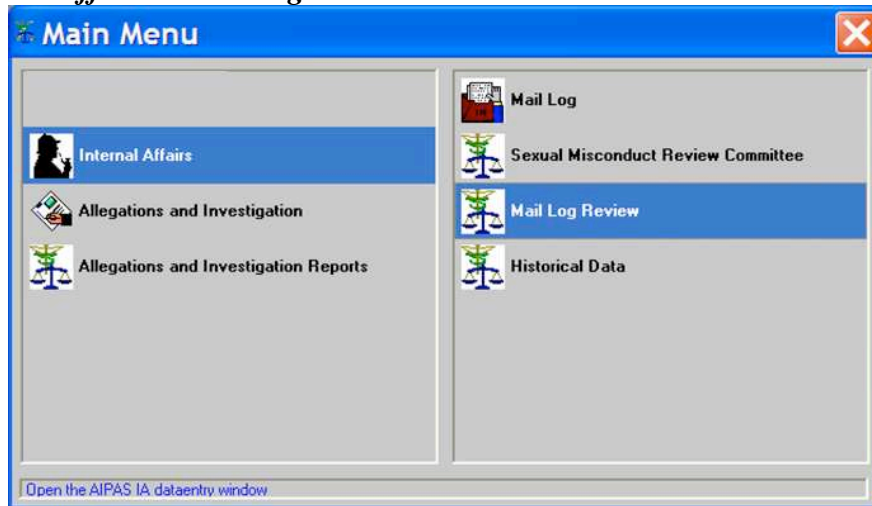 Main Menu
Internal Affairs
Allegations and Investigation
Allegations and Investigation Reports
Mail Log
Sexual Misconduct Review Committee
Mail Log Review
Historical Data
Open the AIPAS IA dataentry window